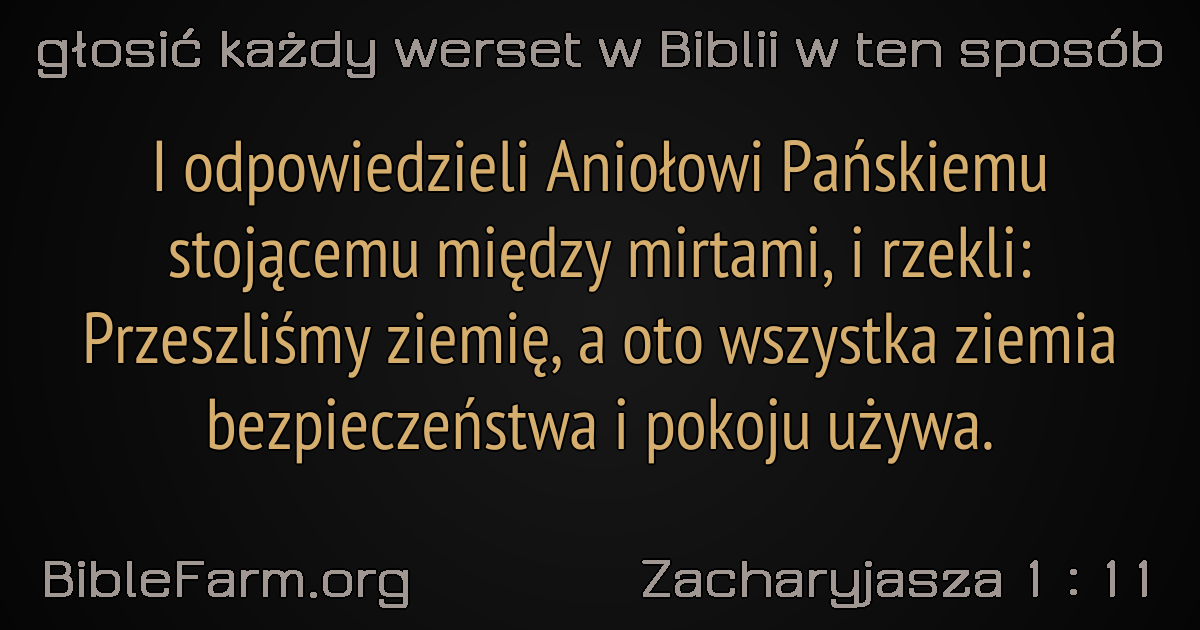 głosić każdy werset w Biblii w ten sposób
I odpowiedzieli Aniołowi Pańskiemu
stojącemu między mirtami, i rzekli:
Przeszliśmy ziemię, a oto wszystka ziemia
bezpieczeństwa i pokoju używa.
BibleFarm.org
Zacharyjasza 1 : 11